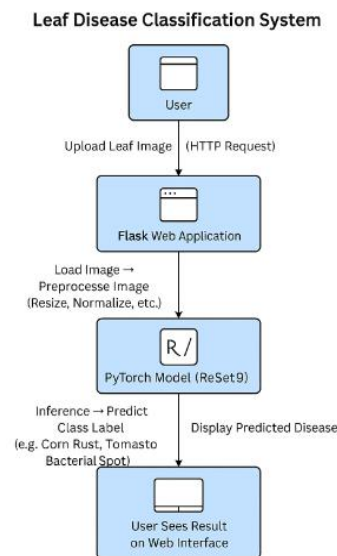 Leaf Disease Classification System
User
Upload Leaf Image (HTTP Request)
Flask Web Application
Load Image →
Preprocesse Image
(Resize, Normalize, etc.)
R/
PyTorch Model (ReSet9)
Inference → Predict
Class Label
(e.g. Corn Rust, Tomasto
Bacterial Spot)
Display Predicted Disease
User Sees Result
on Web Interface